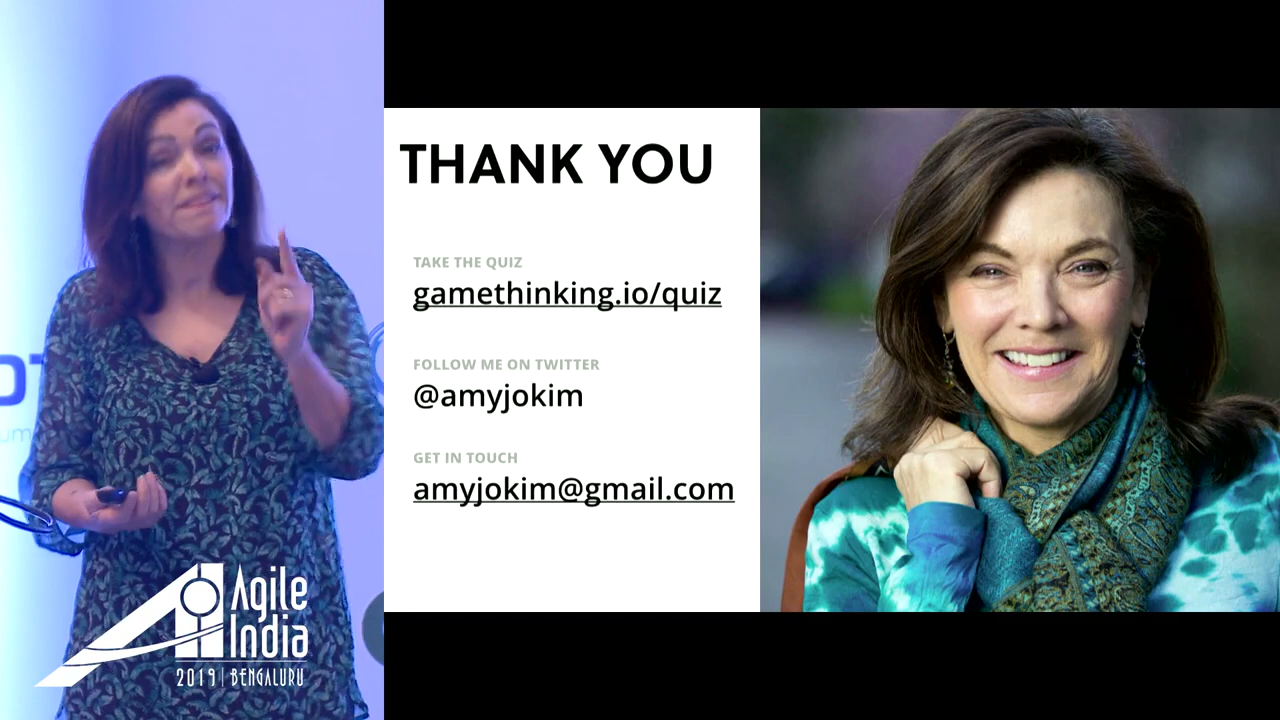 THANK YOU
TAKE THE QUIZ
gamethinking.io/quiz
FOLLOW ME ON TWITTER
@amyjokim
GET IN TOUCH
amyjokim@gmail.com
Agile
India
2019 | BENGALURU